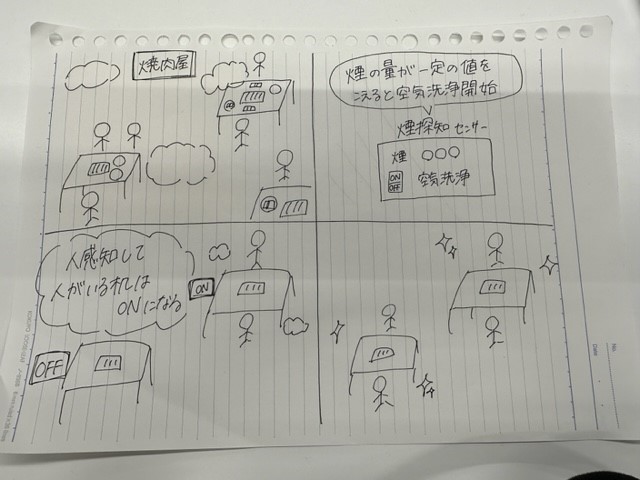 焼肉屋
煙の量が一定の値を
こえると空気洗浄開始
煙探知センサー
煙 ○○○
ON
OFF
空気洗浄
人感知して
人がいる机は
ONになる
ON
OFF
No.
Date